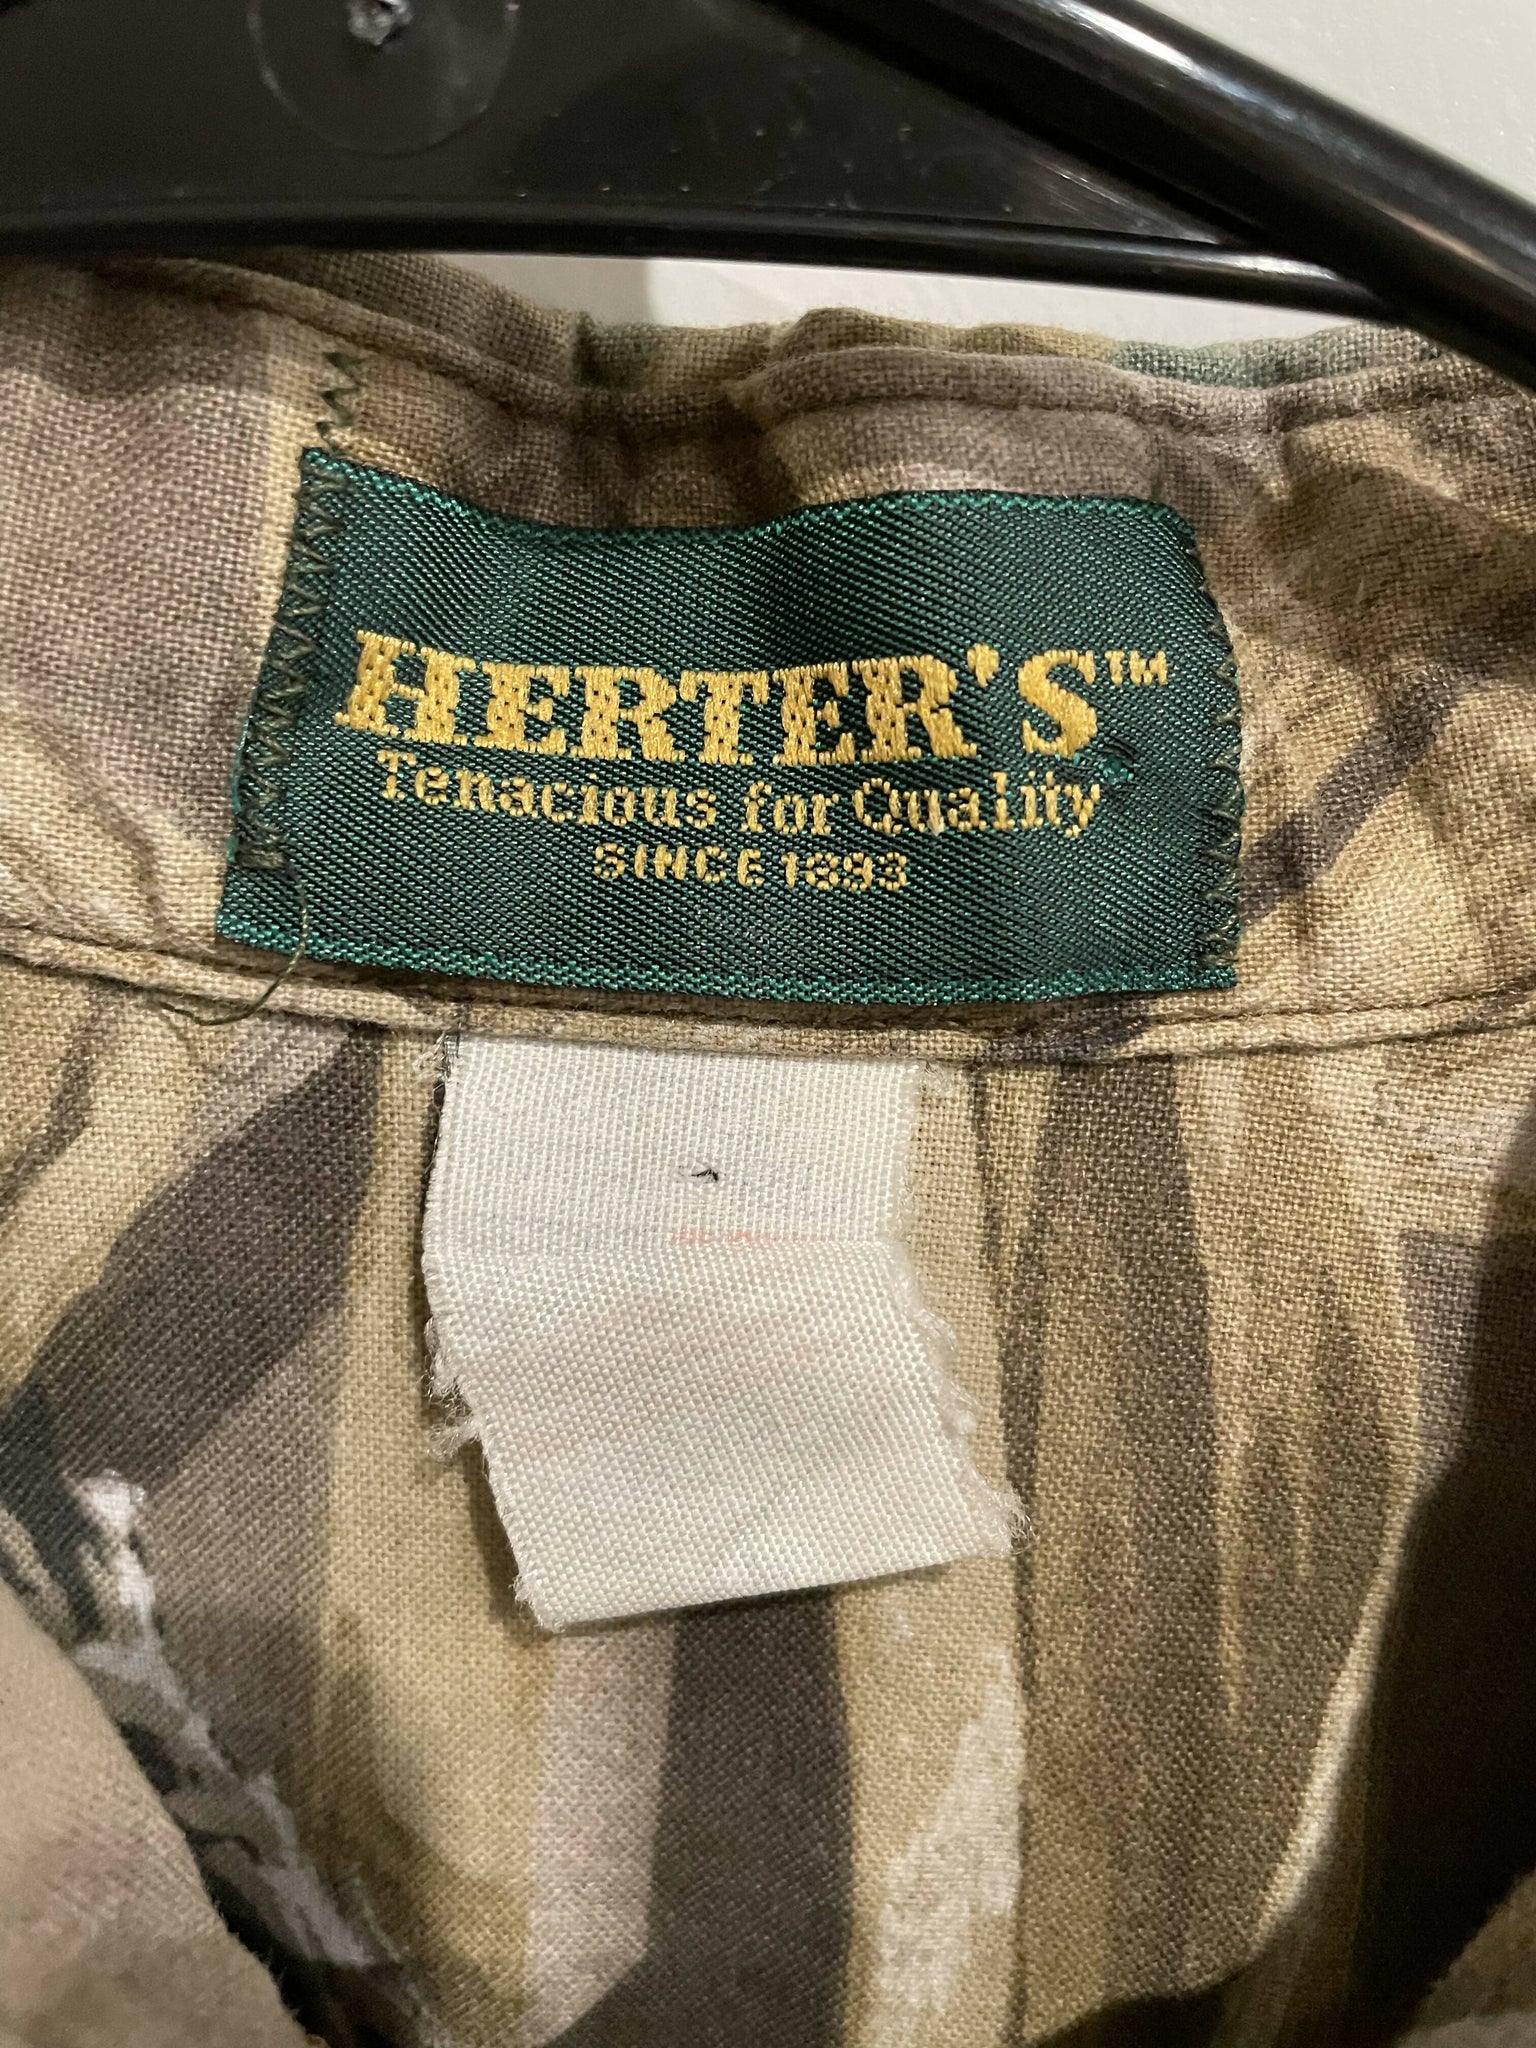 HERTER'S™
Tenacious for Quality
SINCE 1893